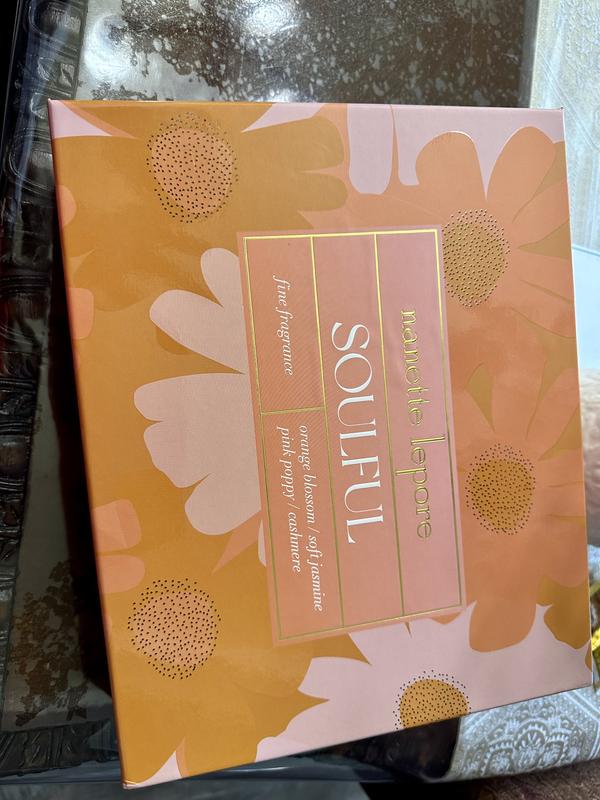 nanette lepore
SOULFUL
fine fragrance
orange blossom / soft jasmine
pink poppy / cashmere